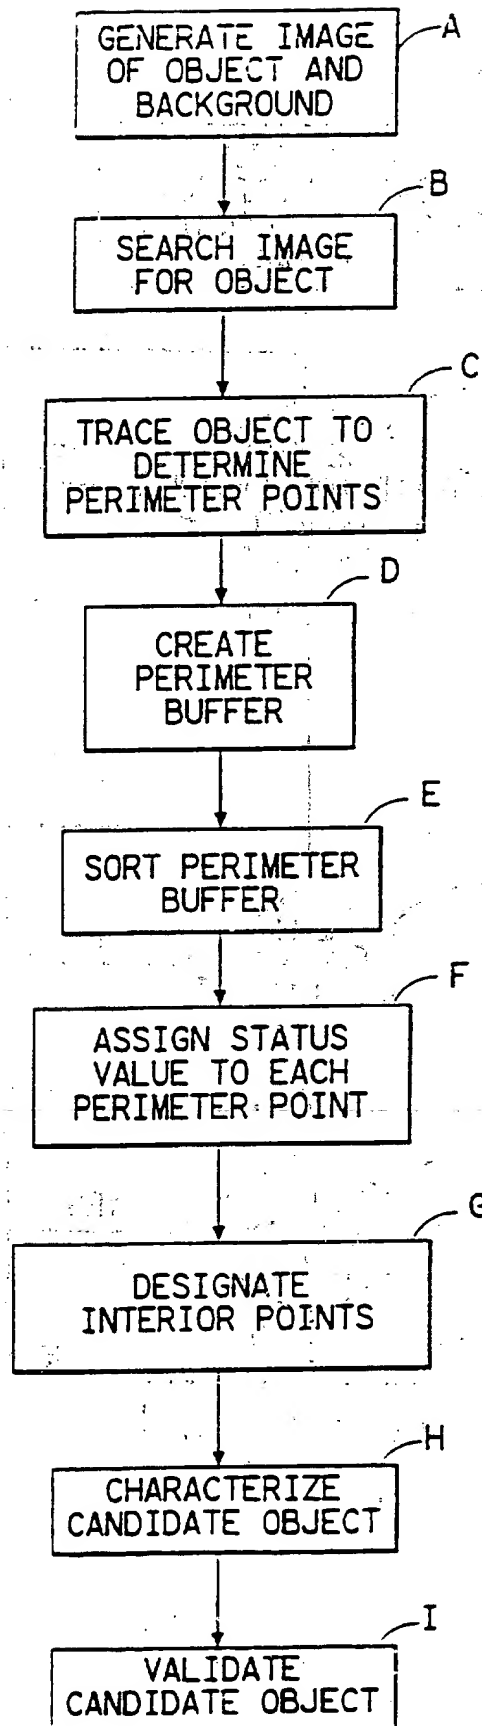 A
GENERATE IMAGE
OF OBJECT AND
BACKGROUND
B
SEARCH IMAGE
FOR OBJECT
C
TRACE OBJECT TO
DETERMINE
PERIMETER POINTS
D
CREATE
PERIMETER
BUFFER
E
SORT PERIMETER
BUFFER
F
ASSIGN STATUS
VALUE TO EACH
PERIMETER POINT
G
DESIGNATE
INTERIOR POINTS
H
CHARACTERIZE
CANDIDATE OBJECT
I
VALIDATE
CANDIDATE OBJECT